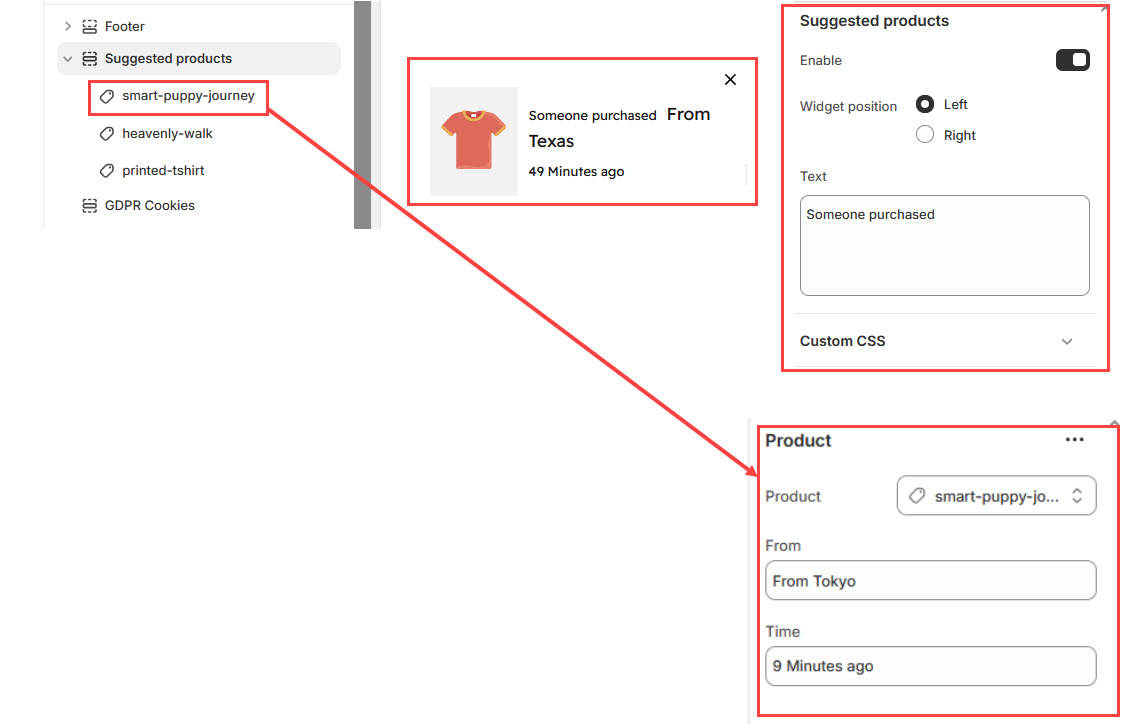 Footer
Suggested products
smart-puppy-journey
heavenly-walk
printed-tshirt
GDPR Cookies
Someone purchased From
Texas
49 Minutes ago
Suggested products
Enable
Widget position
Left
Right
Text
Someone purchased
Custom CSS
Product
Product
smart-puppy-jo...
From
From Tokyo
Time
9 Minutes ago